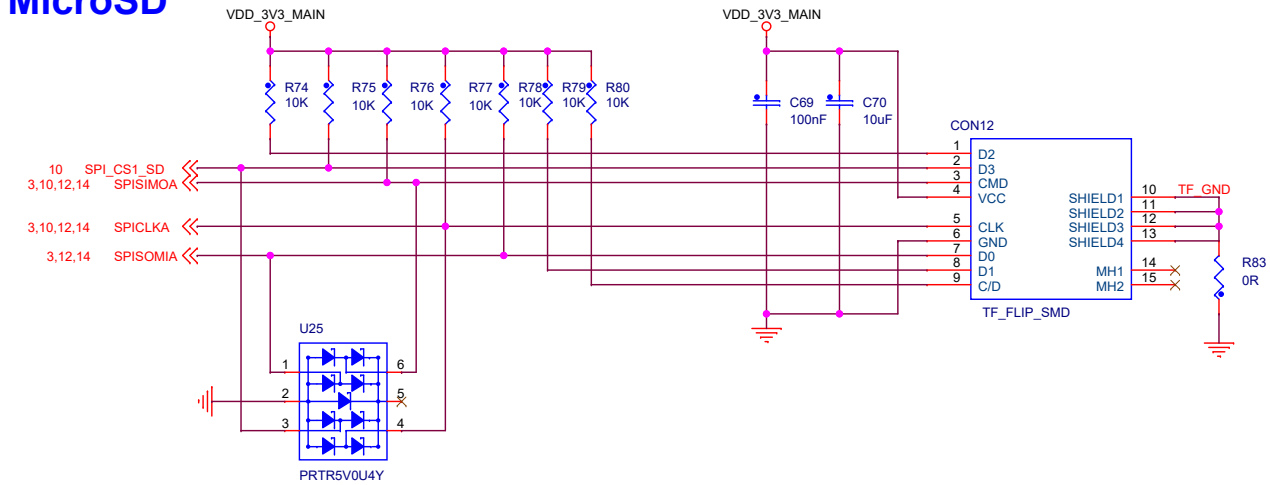 MicroSD
VDD_3V3_MAIN
VDD_3V3_MAIN
R74 R75 R76 R77 R78 R79 R80
10K 10K 10K 10K 10K 10K 10K
C69 C70
100nF 10uF
CON12
1 D2
10 SPI_CS1_SD 2 D3
3,10,12,14 SPISIMOA 3 CMD
4 VCC SHIELD1 10 TF_GND
SHIELD2 11
3,10,12,14 SPICLKA 5 CLK SHIELD3 12
6 GND SHIELD4 13
3,12,14 SPISOMIA 7 D0
8 D1 MH1 14
9 C/D MH2 15
R83
0R
TF_FLIP_SMD
U25
1 6
2 5
3 4
PRTR5V0U4Y